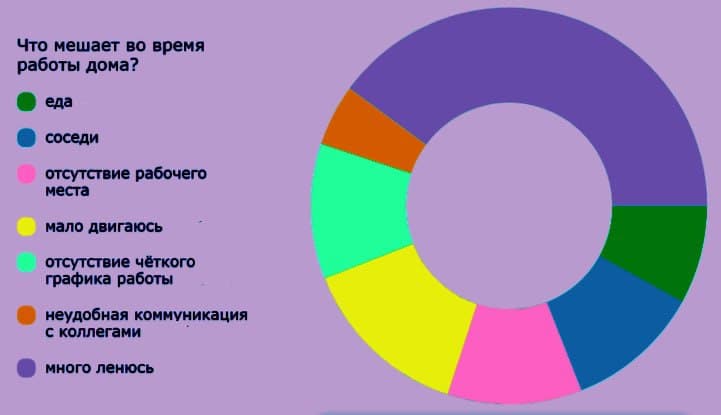 Что мешает во время
работы дома?
еда
соседи
отсутствие рабочего
места
мало двигаюсь
отсутствие чёткого
графика работы
неудобная коммуникация
с коллегами
много ленюсь